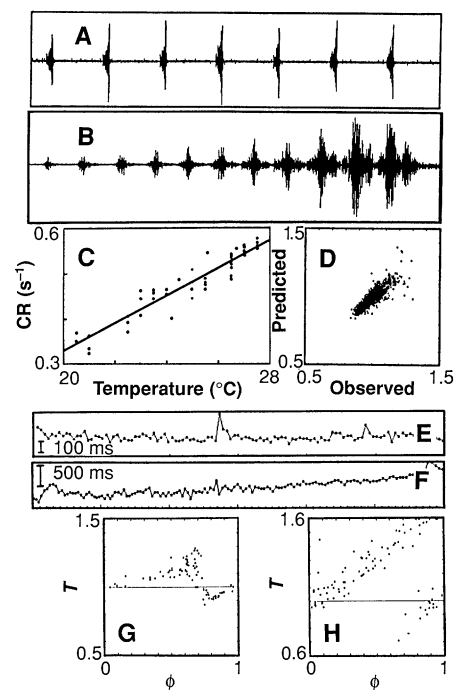 A
B
0.6
C
CR (s⁻¹)
0.3
20
Temperature (°C)
28
1.5
D
Predicted
0.5
0.5
Observed
1.5
E
100 ms
500 ms
F
1.5
T
G
0.5
0
ϕ
1
1.6
T
H
0.6
0
ϕ
1